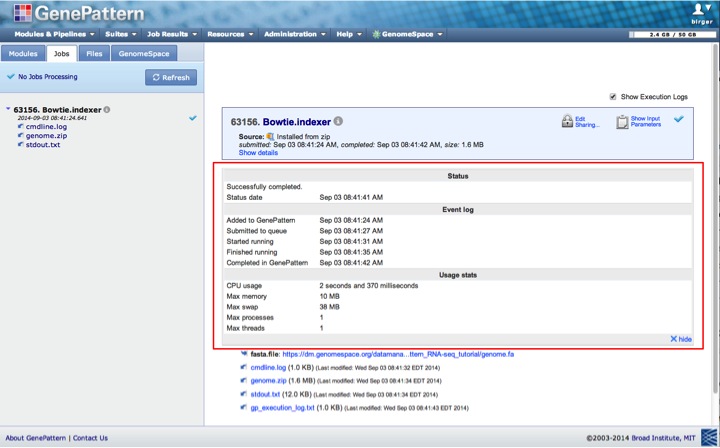 GenePattern
birger
Modules & Pipelines Suites Job Results Resources Administration Help GenomeSpace
2.4 GB / 50 GB
Modules Jobs Files GenomeSpace
No Jobs Processing
Refresh
63156. Bowtie.indexer
2014-09-03 08:41:24.641
cmdline.log
genome.zip
stdout.txt
Show Execution Logs
63156. Bowtie.indexer
Edit Sharing...
Show Input Parameters
Source: Installed from zip
submitted: Sep 03 08:41:24 AM, completed: Sep 03 08:41:42 AM, size: 1.6 MB
Show details
Status
Successfully completed.
Status date Sep 03 08:41:41 AM
Event log
Added to GenePattern Sep 03 08:41:24 AM
Submitted to queue Sep 03 08:41:27 AM
Started running Sep 03 08:41:31 AM
Finished running Sep 03 08:41:35 AM
Completed in GenePattern Sep 03 08:41:42 AM
Usage stats
CPU usage 2 seconds and 370 milliseconds
Max memory 10 MB
Max swap 38 MB
Max processes 1
Max threads 1
hide
fasta.file: https://dm.genomespace.org/datamana...ttern_RNA-seq_tutorial/genome.fa
cmdline.log (1.0 KB) (Last modified: Wed Sep 03 08:41:32 EDT 2014)
genome.zip (1.6 MB) (Last modified: Wed Sep 03 08:41:34 EDT 2014)
stdout.txt (12.0 KB) (Last modified: Wed Sep 03 08:41:34 EDT 2014)
gp_execution_log.txt (1.0 KB) (Last modified: Wed Sep 03 08:41:43 EDT 2014)
About GenePattern | Contact Us
©2003-2014 Broad Institute, MIT